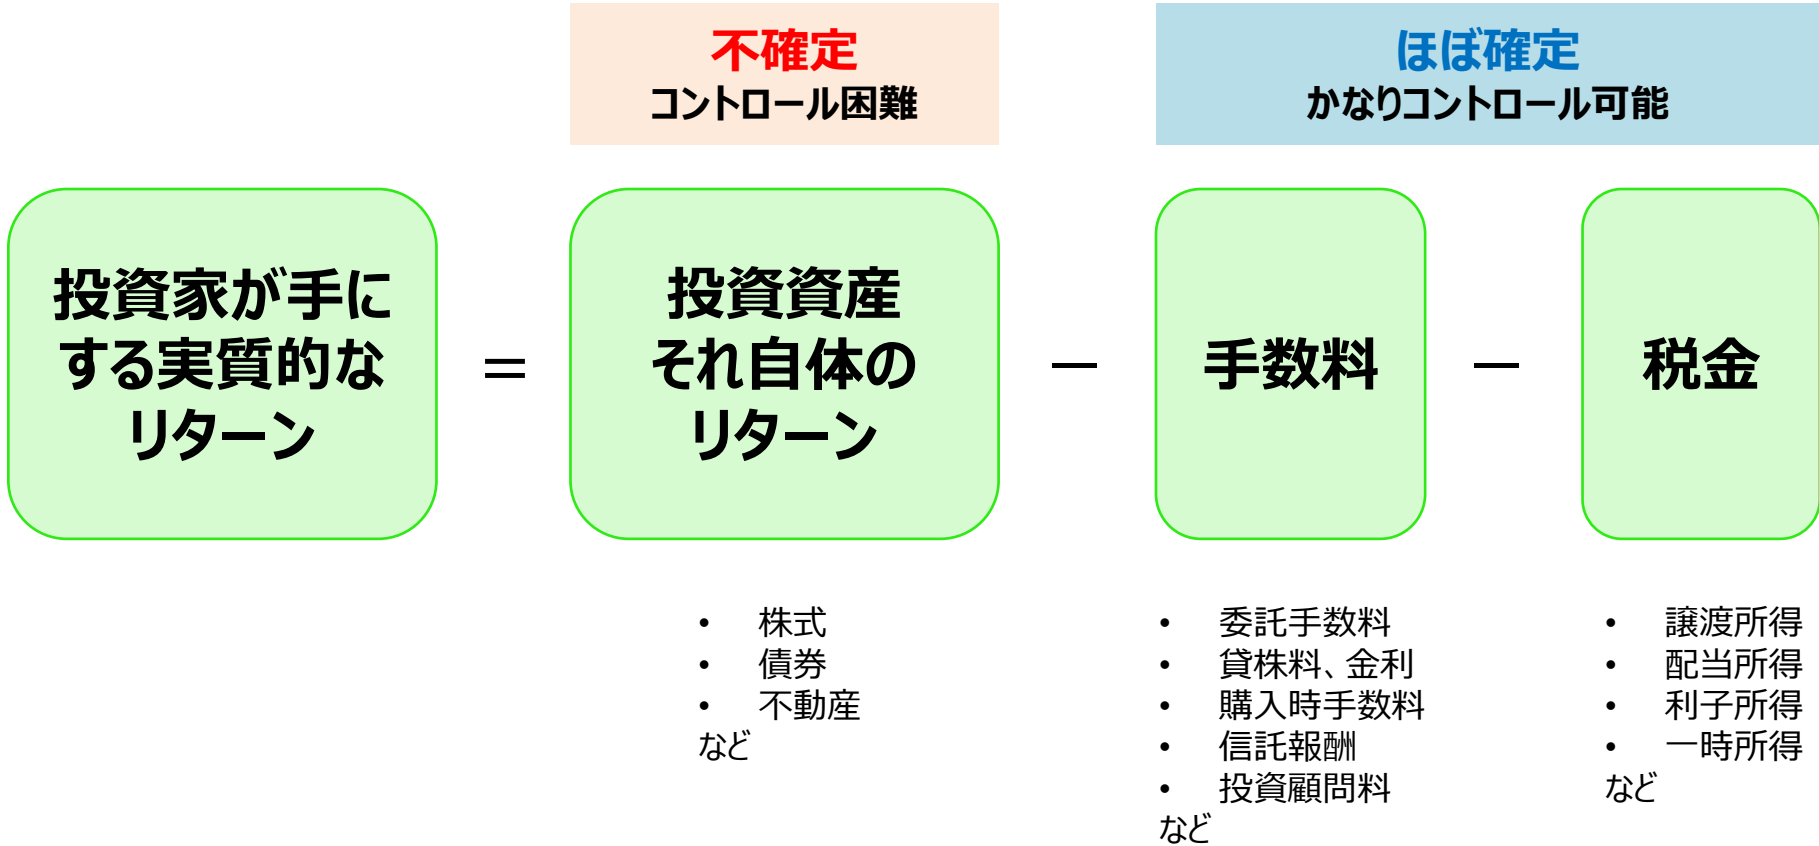 不確定
コントロール困難
ほぼ確定
かなりコントロール可能
投資家が手に
する実質的な
リターン
＝
投資資産
それ自体の
リターン
－
手数料
－
税金
• 株式
• 債券
• 不動産
など
• 委託手数料
• 貸株料、金利
• 購入時手数料
• 信託報酬
• 投資顧問料
など
• 譲渡所得
• 配当所得
• 利子所得
• 一時所得
など